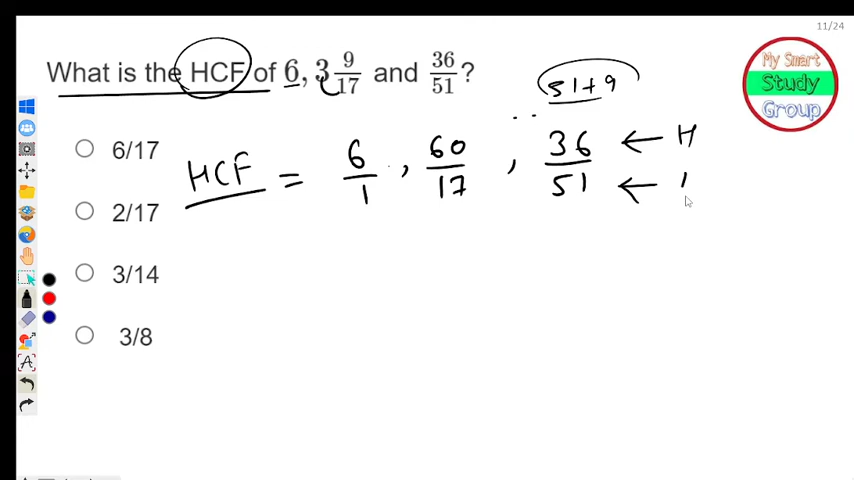 11/24
What is the HCF of 6, 3 9/17 and 36/51?
My Smart
Study
Group
51+9
6/17
HCF = 6/1, 60/17, 36/51 ← H
←
2/17
3/14
3/8
A